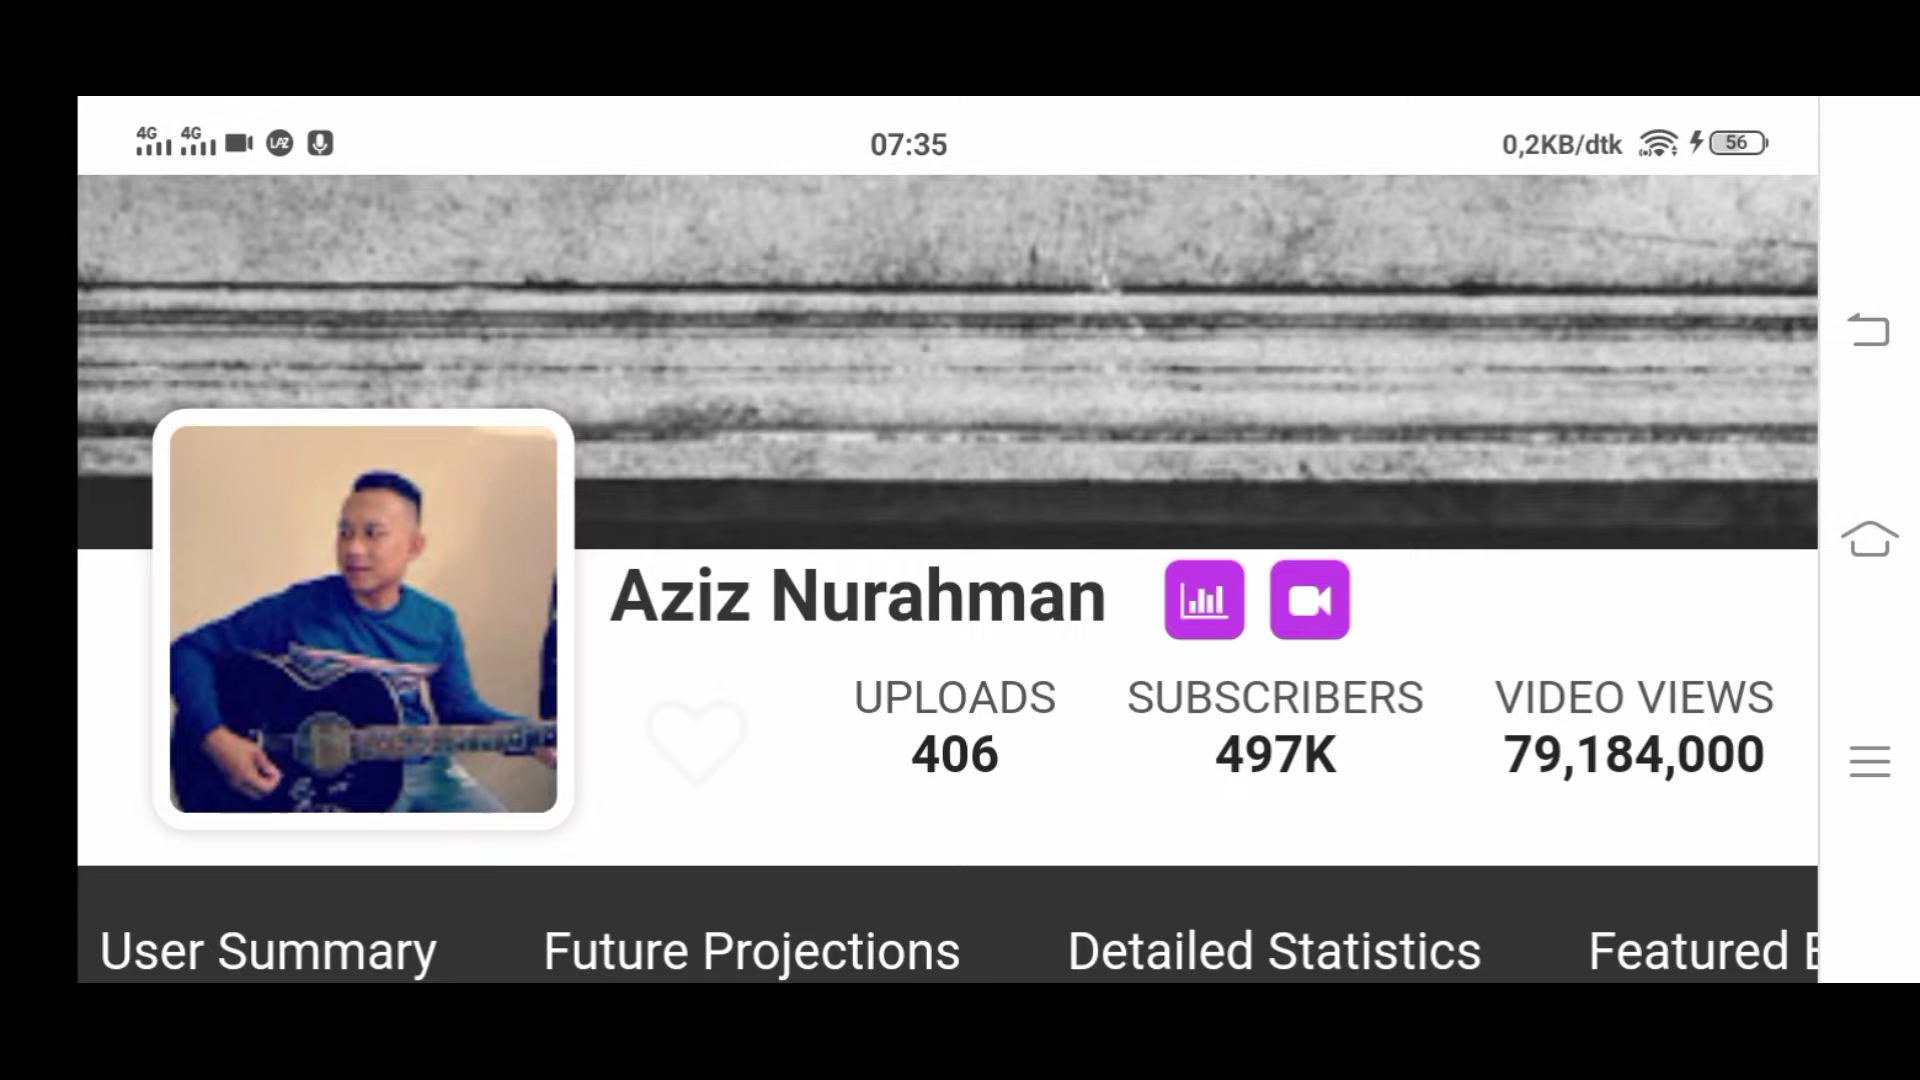 4G 4G LAZ 07:35 0,2KB/dtk 56
Aziz Nurahman
UPLOADS SUBSCRIBERS VIDEO VIEWS
406 497K 79,184,000
User Summary Future Projections Detailed Statistics Featured